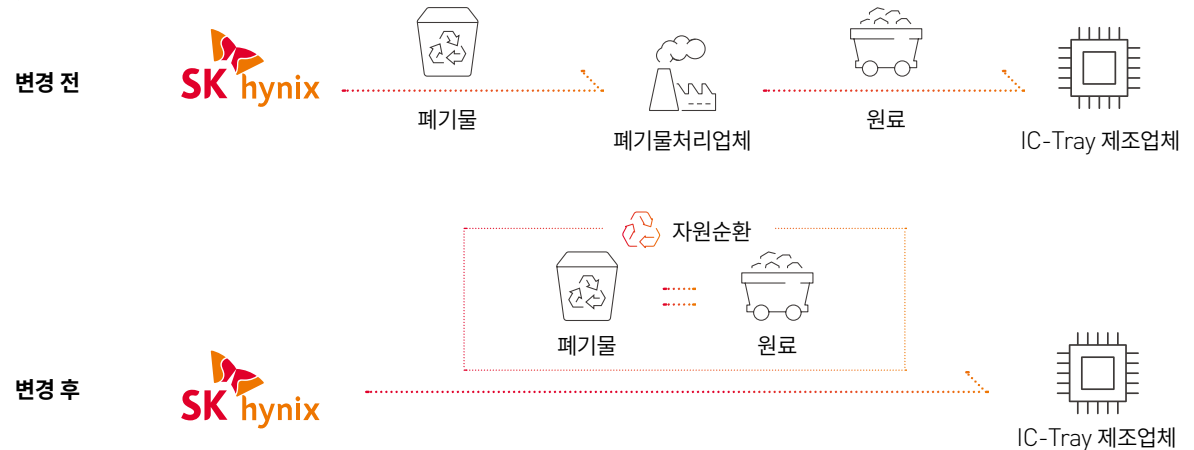 변경 전
SK hynix
폐기물
폐기물처리업체
원료
IC-Tray 제조업체
자원순환
폐기물
원료
변경 후
SK hynix
IC-Tray 제조업체